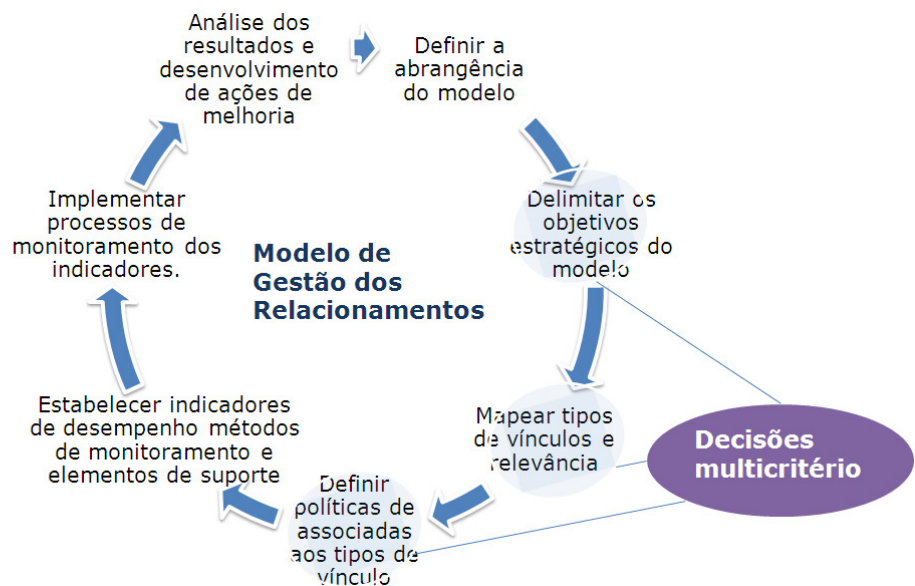 Análise dos
resultados e
desenvolvimento
de ações de
melhoria
Definir a
abrangência
do modelo
Delimitar os
objetivos
estratégicos do
modelo
Mapear tipos
de vínculos e
relevância
Definir
políticas de
associadas
aos tipos de
vínculo
Estabelecer indicadores
de desempenho métodos
de monitoramento e
elementos de suporte
Implementar
processos de
monitoramento dos
indicadores.
Modelo de
Gestão dos
Relacionamentos
Decisões
multicritério